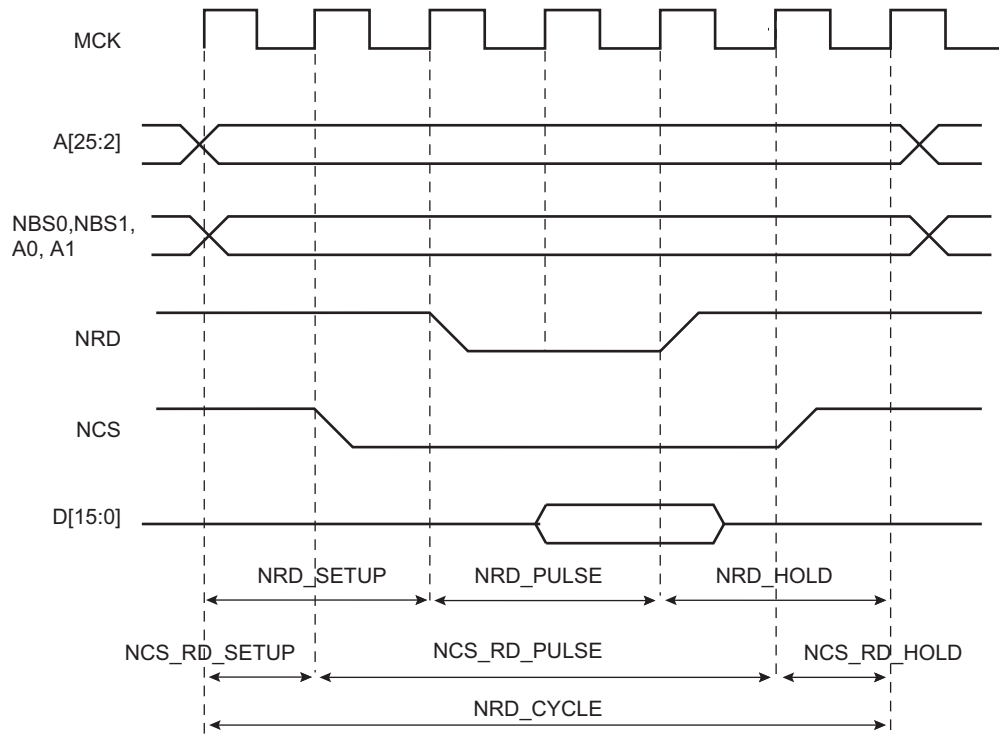 MCK
A[25:2]
NBS0,NBS1,
A0, A1
NRD
NCS
D[15:0]
NRD_SETUP NRD_PULSE NRD_HOLD
NCS_RD_SETUP NCS_RD_PULSE NCS_RD_HOLD
NRD_CYCLE